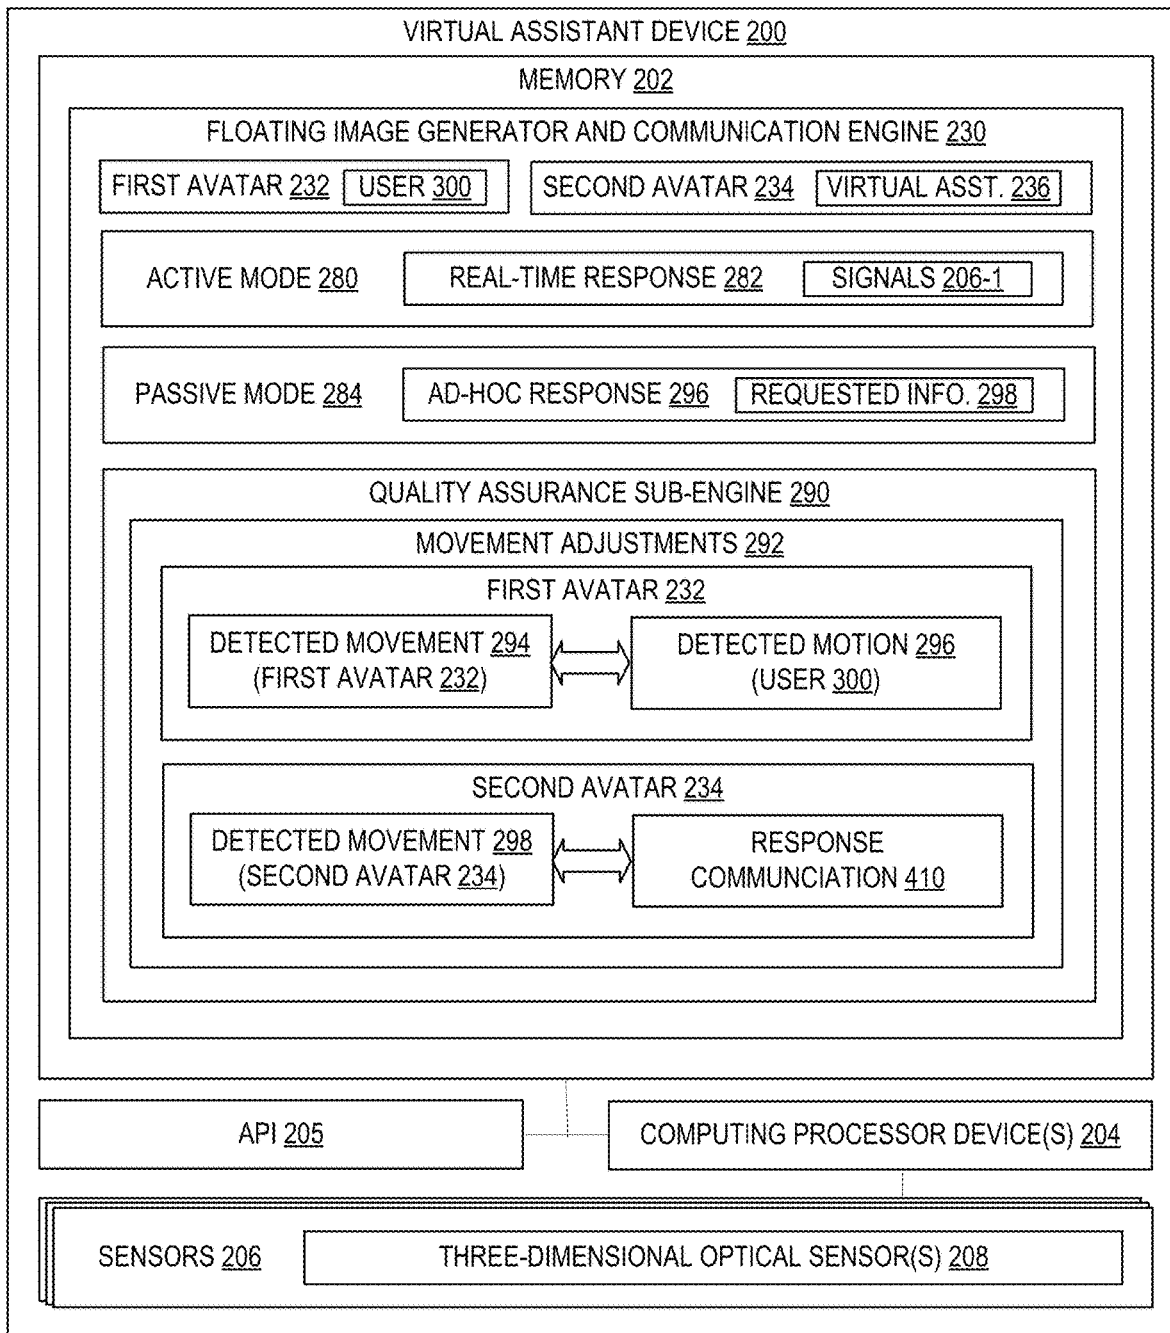 VIRTUAL ASSISTANT DEVICE 200
MEMORY 202
FLOATING IMAGE GENERATOR AND COMMUNICATION ENGINE 230
FIRST AVATAR 232 USER 300
SECOND AVATAR 234 VIRTUAL ASST. 236
ACTIVE MODE 280 REAL-TIME RESPONSE 282 SIGNALS 206-1
PASSIVE MODE 284 AD-HOC RESPONSE 296 REQUESTED INFO. 298
QUALITY ASSURANCE SUB-ENGINE 290
MOVEMENT ADJUSTMENTS 292
FIRST AVATAR 232
DETECTED MOVEMENT 294
(FIRST AVATAR 232)
DETECTED MOTION 296
(USER 300)
SECOND AVATAR 234
DETECTED MOVEMENT 298
(SECOND AVATAR 234)
RESPONSE
COMMUNCIATION 410
API 205
COMPUTING PROCESSOR DEVICE(S) 204
SENSORS 206
THREE-DIMENSIONAL OPTICAL SENSOR(S) 208